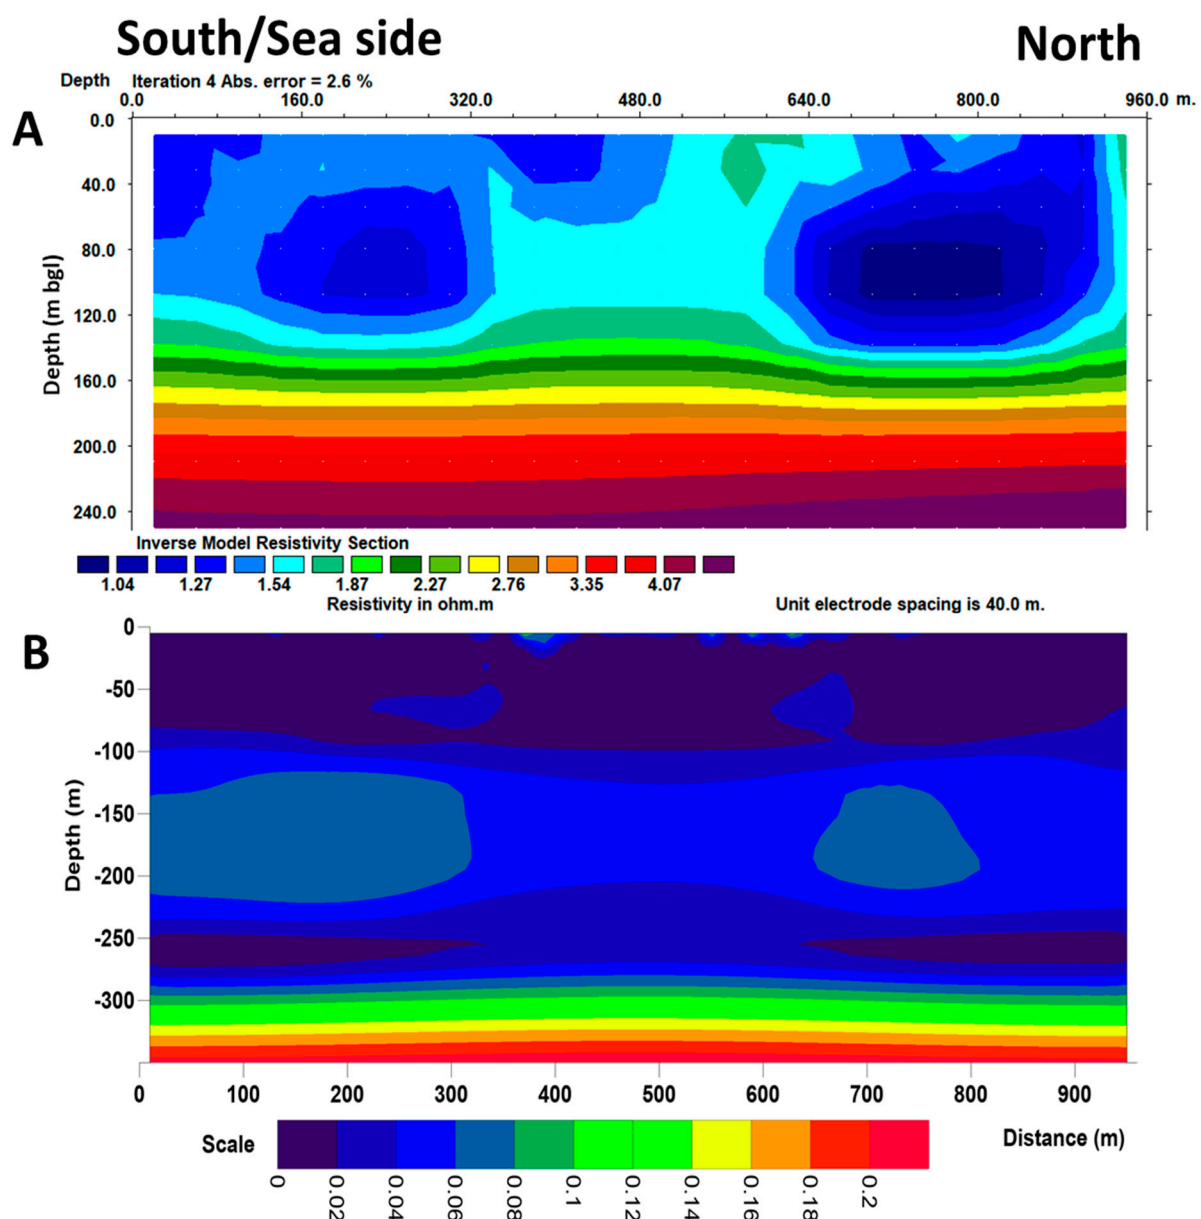 South/Sea side
North
Depth Iteration 4 Abs. error = 2.6 %
0.0 160.0 320.0 480.0 640.0 800.0 960.0 m.
A
0.0
40.0
80.0
120.0
160.0
200.0
240.0
Depth (m bgl)
Inverse Model Resistivity Section
1.04 1.27 1.54 1.87 2.27 2.76 3.35 4.07
Resistivity in ohm.m
Unit electrode spacing is 40.0 m.
B
0
-50
-100
-150
-200
-250
-300
Depth (m)
0 100 200 300 400 500 600 700 800 900
Scale
Distance (m)
0 0.02 0.04 0.06 0.08 0.1 0.12 0.14 0.16 0.18 0.2